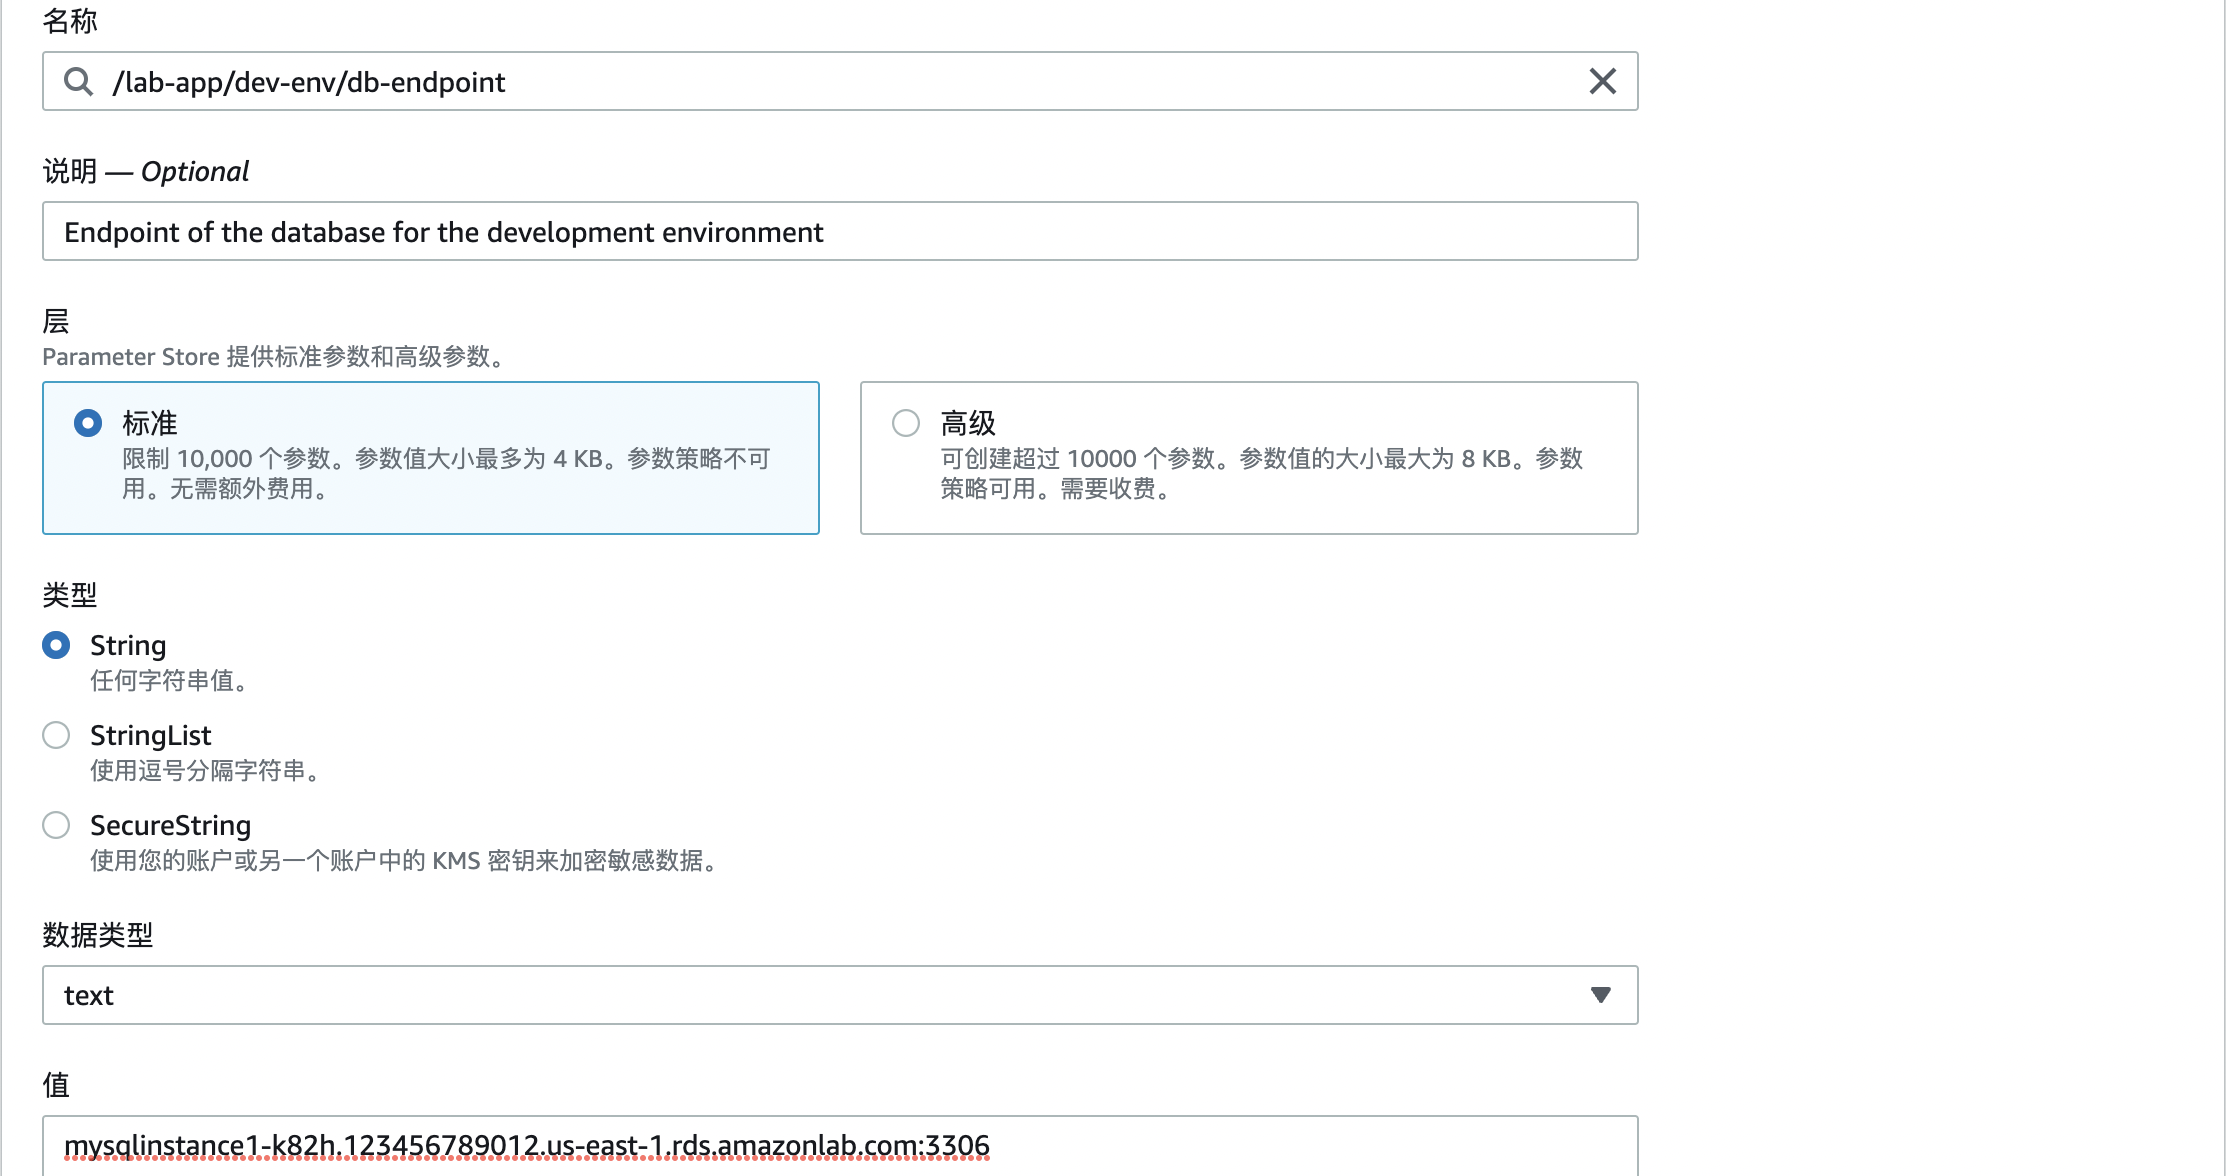 名称
/lab-app/dev-env/db-endpoint
说明 — Optional
Endpoint of the database for the development environment
层
Parameter Store 提供标准参数和高级参数。
标准
限制 10,000 个参数。参数值大小最多为 4 KB。参数策略不可
用。无需额外费用。
高级
可创建超过 10000 个参数。参数值的大小最大为 8 KB。参数
策略可用。需要收费。
类型
String
任何字符串值。
StringList
使用逗号分隔字符串。
SecureString
使用您的账户或另一个账户中的 KMS 密钥来加密敏感数据。
数据类型
text
值
mysqlinstance1-k82h.123456789012.us-east-1.rds.amazonlab.com:3306